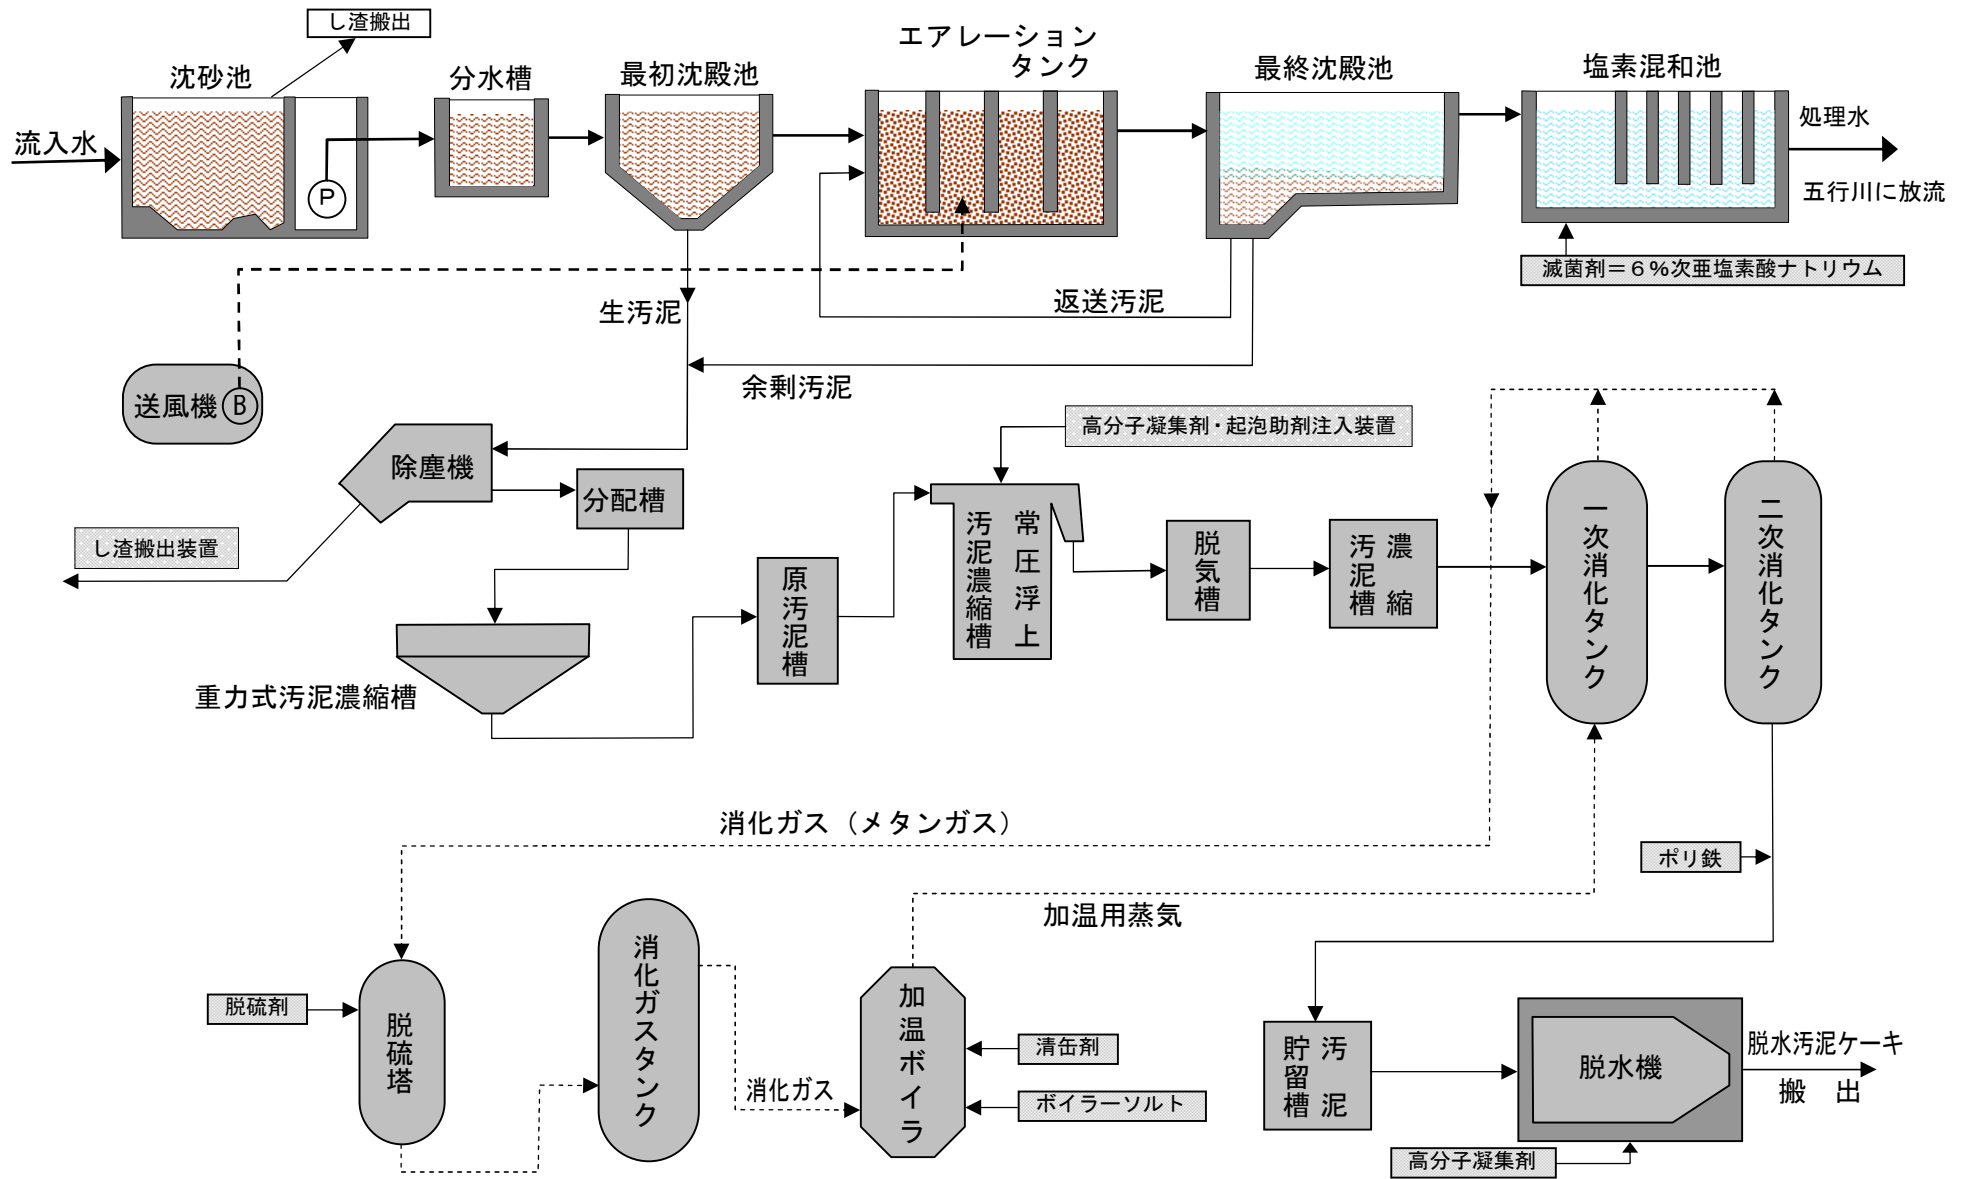 し渣搬出
沈砂池
分水槽
最初沈殿池
エアレーション
タンク
最終沈殿池
塩素混和池
流入水
P
処理水
五行川に放流
滅菌剤＝６％次亜塩素酸ナトリウム
生汚泥
返送汚泥
余剰汚泥
送風機
B
高分子凝集剤・起泡助剤注入装置
除塵機
分配槽
し渣搬出装置
重力式汚泥濃縮槽
原汚泥槽
常圧浮上
汚泥濃縮槽
脱気槽
濃縮
汚泥槽
一次消化タンク
二次消化タンク
消化ガス（メタンガス）
ポリ鉄
加温用蒸気
脱硫剤
脱硫塔
消化ガスタンク
消化ガス
加温ボイラ
清缶剤
ボイラーソルト
汚泥
貯留槽
脱水機
脱水汚泥ケーキ
搬　出
高分子凝集剤